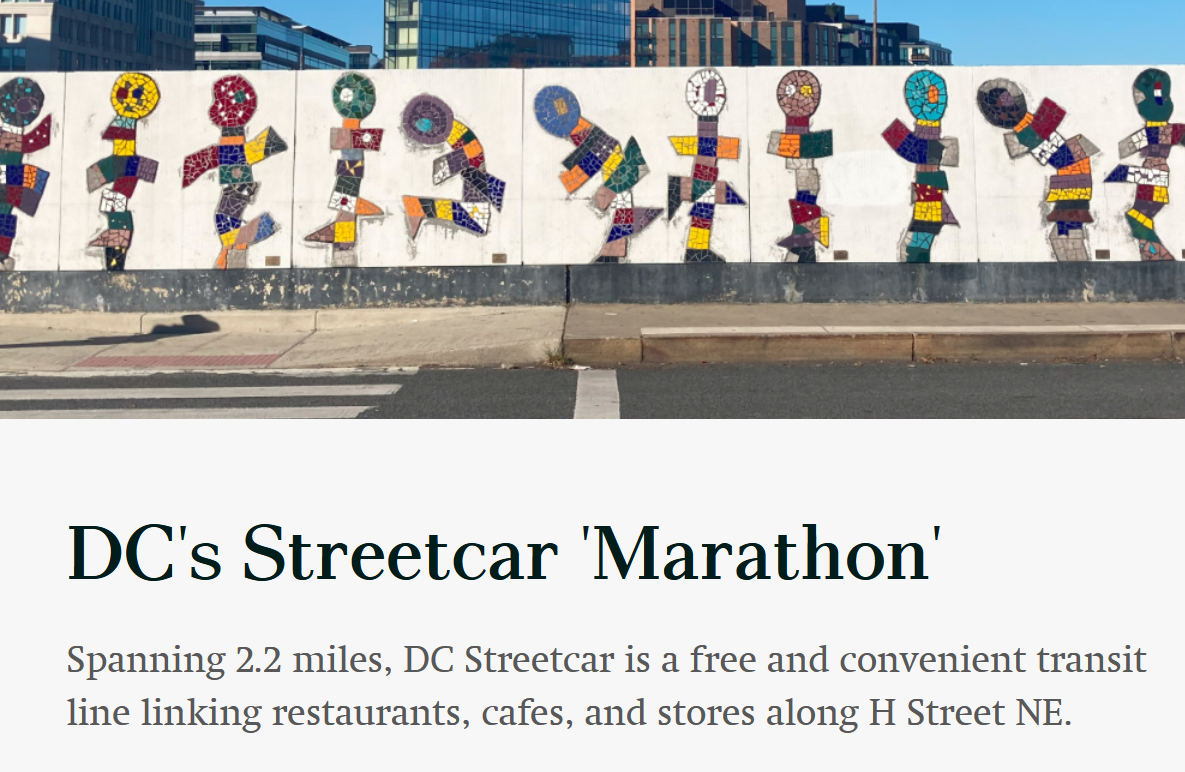 DC's Streetcar 'Marathon'
Spanning 2.2 miles, DC Streetcar is a free and convenient transit
line linking restaurants, cafes, and stores along H Street NE.